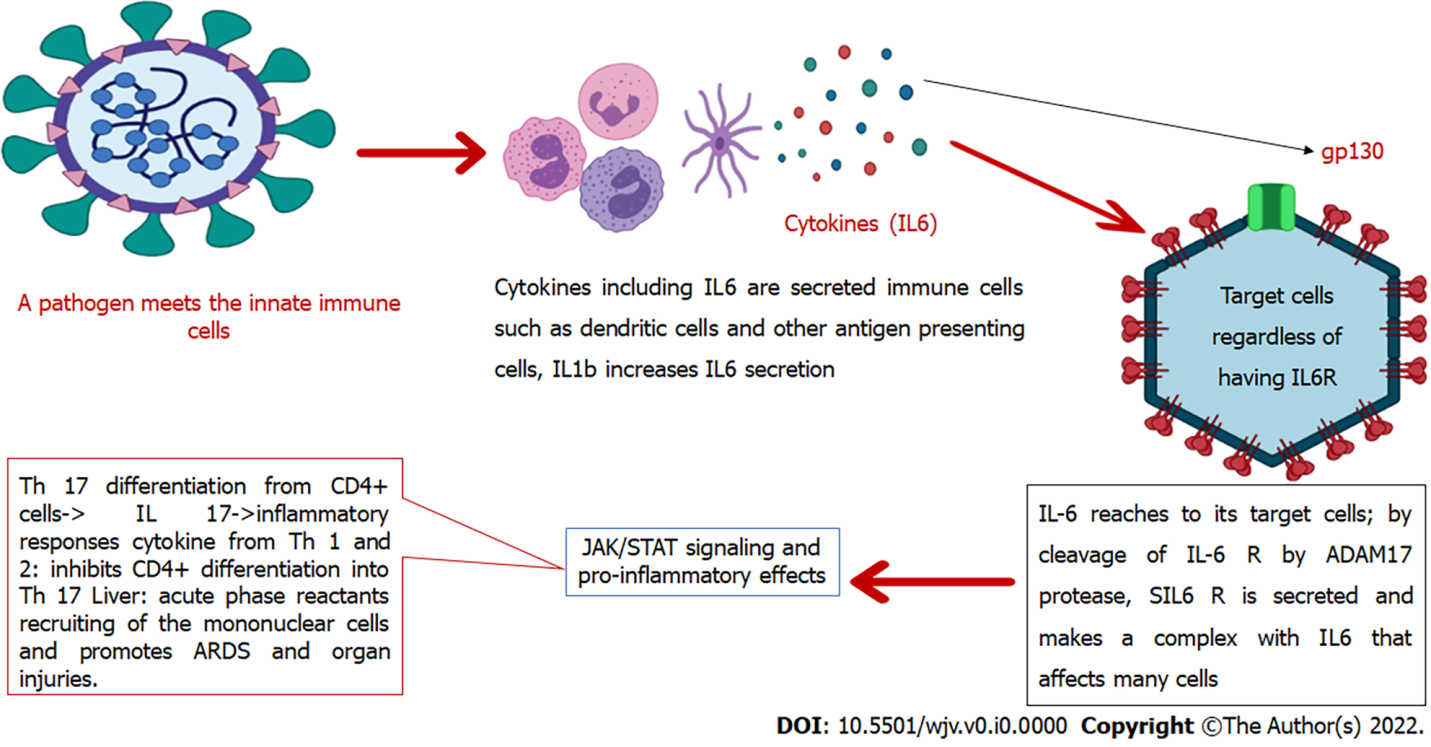 A pathogen meets the innate immune
cells
Cytokines (IL6)
Cytokines including IL6 are secreted immune cells
such as dendritic cells and other antigen presenting
cells, IL1b increases IL6 secretion
gp130
Target cells
regardless of
having IL6R
IL-6 reaches to its target cells; by
cleavage of IL-6 R by ADAM17
protease, SIL6 R is secreted and
makes a complex with IL6 that
affects many cells
JAK/STAT signaling and
pro-inflammatory effects
Th 17 differentiation from CD4+
cells-> IL 17->inflammatory
responses cytokine from Th 1 and
2: inhibits CD4+ differentiation into
Th 17 Liver: acute phase reactants
recruiting of the mononuclear cells
and promotes ARDS and organ
injuries.
DOI: 10.5501/wjv.v0.i0.0000 Copyright ©The Author(s) 2022.